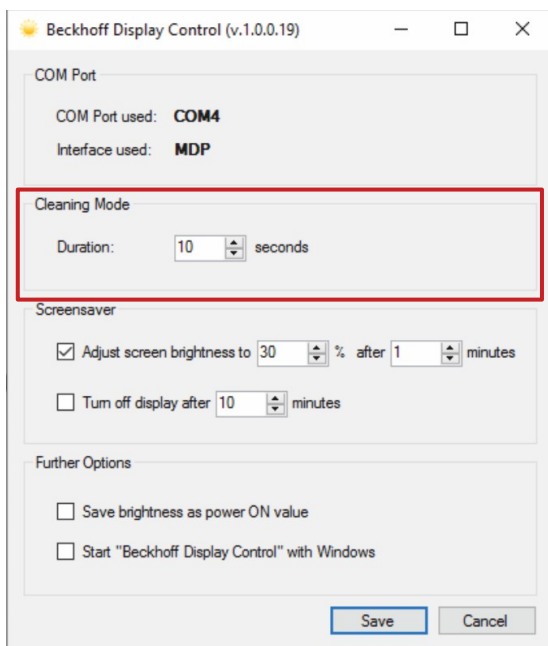 Beckhoff Display Control (v.1.0.0.19)
COM Port
COM Port used: COM4
Interface used: MDP
Cleaning Mode
Duration: 10 seconds
Screensaver
Adjust screen brightness to 30 % after 1 minutes
Turn off display after 10 minutes
Further Options
Save brightness as power ON value
Start "Beckhoff Display Control" with Windows
Save Cancel